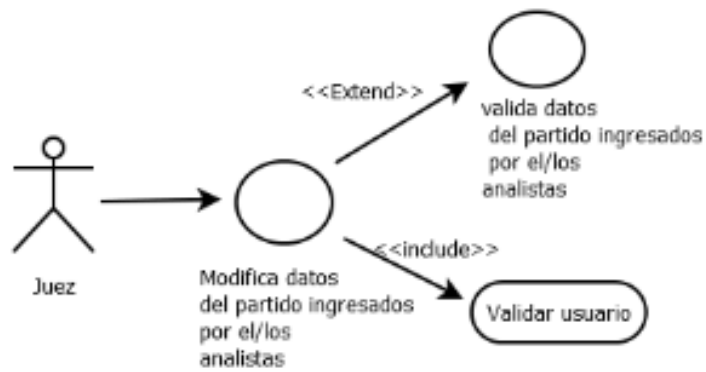 <<Extend>>
valida datos
del partido ingresados
por el/los
analistas
Juez
Modifica datos
del partido ingresados
por el/los
analistas
<<include>>
Validar usuario